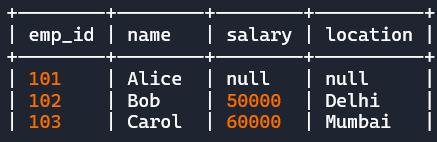 +--------+-------+--------+----------+
| emp_id | name  | salary | location |
+--------+-------+--------+----------+
| 101    | Alice | null   | null     |
| 102    | Bob   | 50000  | Delhi    |
| 103    | Carol | 60000  | Mumbai   |